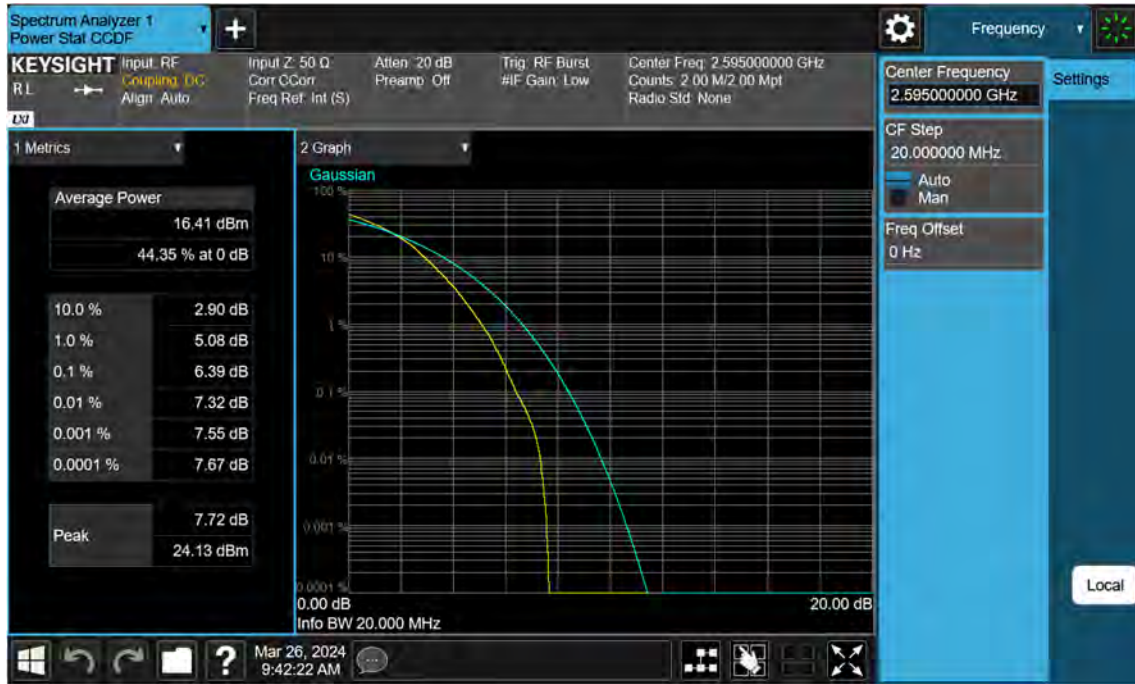 Spectrum Analyzer 1
Power Stat CCDF
Frequency
KEYSIGHT
R L
LXI
Input: RF
Coupling: DC
Align: Auto
Input Z: 50 Ω
Corr CCorr
Freq Ref: Int (S)
Atten: 20 dB
Preamp: Off
Trig: RF Burst
#IF Gain: Low
Center Freq: 2.595000000 GHz
Counts: 2.00 M/2.00 Mpt
Radio Std: None
Center Frequency
2.595000000 GHz
Settings
CF Step
20.000000 MHz
Auto
Man
Freq Offset
0 Hz
Local
1 Metrics
Average Power
16.41 dBm
44.35 % at 0 dB
10.0 % 2.90 dB
1.0 % 5.08 dB
0.1 % 6.39 dB
0.01 % 7.32 dB
0.001 % 7.55 dB
0.0001 % 7.67 dB
Peak
7.72 dB
24.13 dBm
2 Graph
Gaussian
100 %
10 %
1 %
0.1 %
0.01 %
0.001 %
0.0001 %
0.00 dB 20.00 dB
Info BW 20.000 MHz
?
Mar 26, 2024
9:42:22 AM